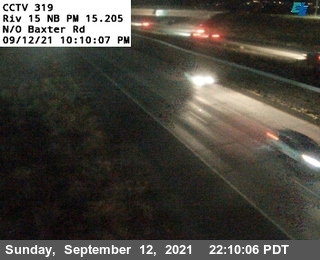 CCTV 319
Riv 15 NB PM 15.205
N/O Baxter Rd
09/12/21 10:10:07 PM
Sunday, September 12, 2021 22:10:06 PDT